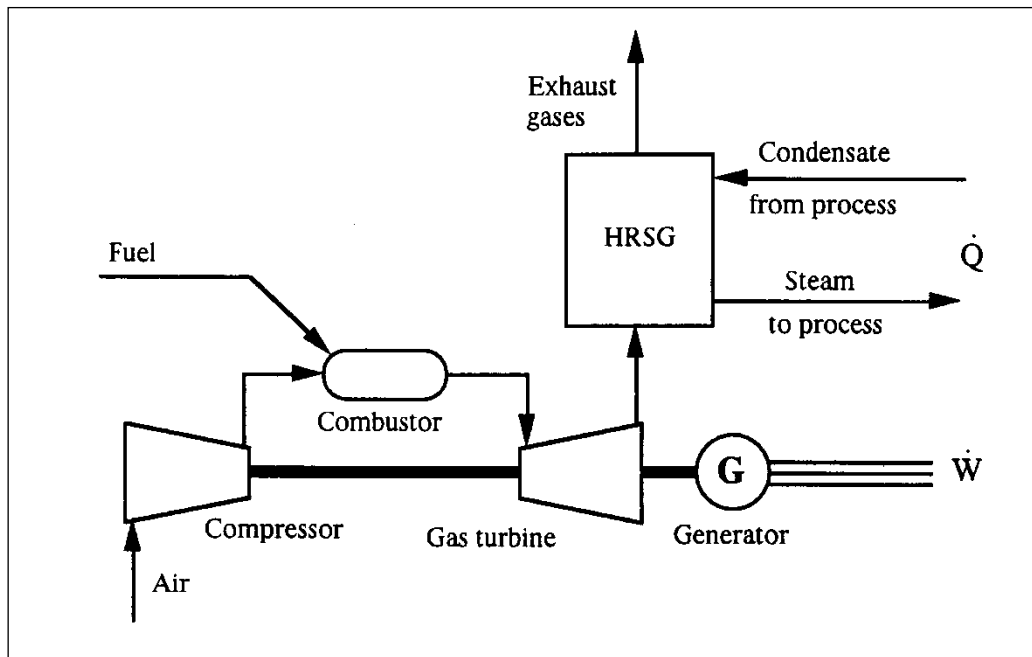 Exhaust
gases
Condensate
from process
HRSG
Q̇
Steam
to process
Fuel
Combustor
G
Ẇ
Compressor
Gas turbine
Generator
Air